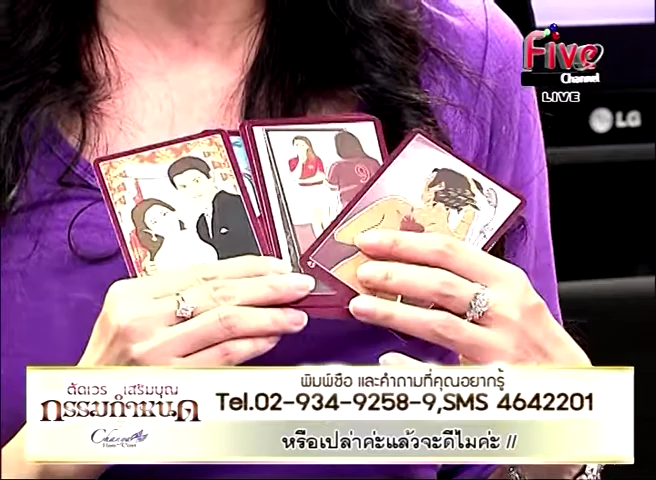 Five
Channel
LIVE
LG
9
ตัดเวร เสริมบุญ
กรรมกำหนด
พิมพ์ชื่อ และคำถามที่คุณอยากรู้
Tel.02-934-9258-9,SMS 4642201
หรือเปล่าค่ะแล้วจะดีไมค่ะ //